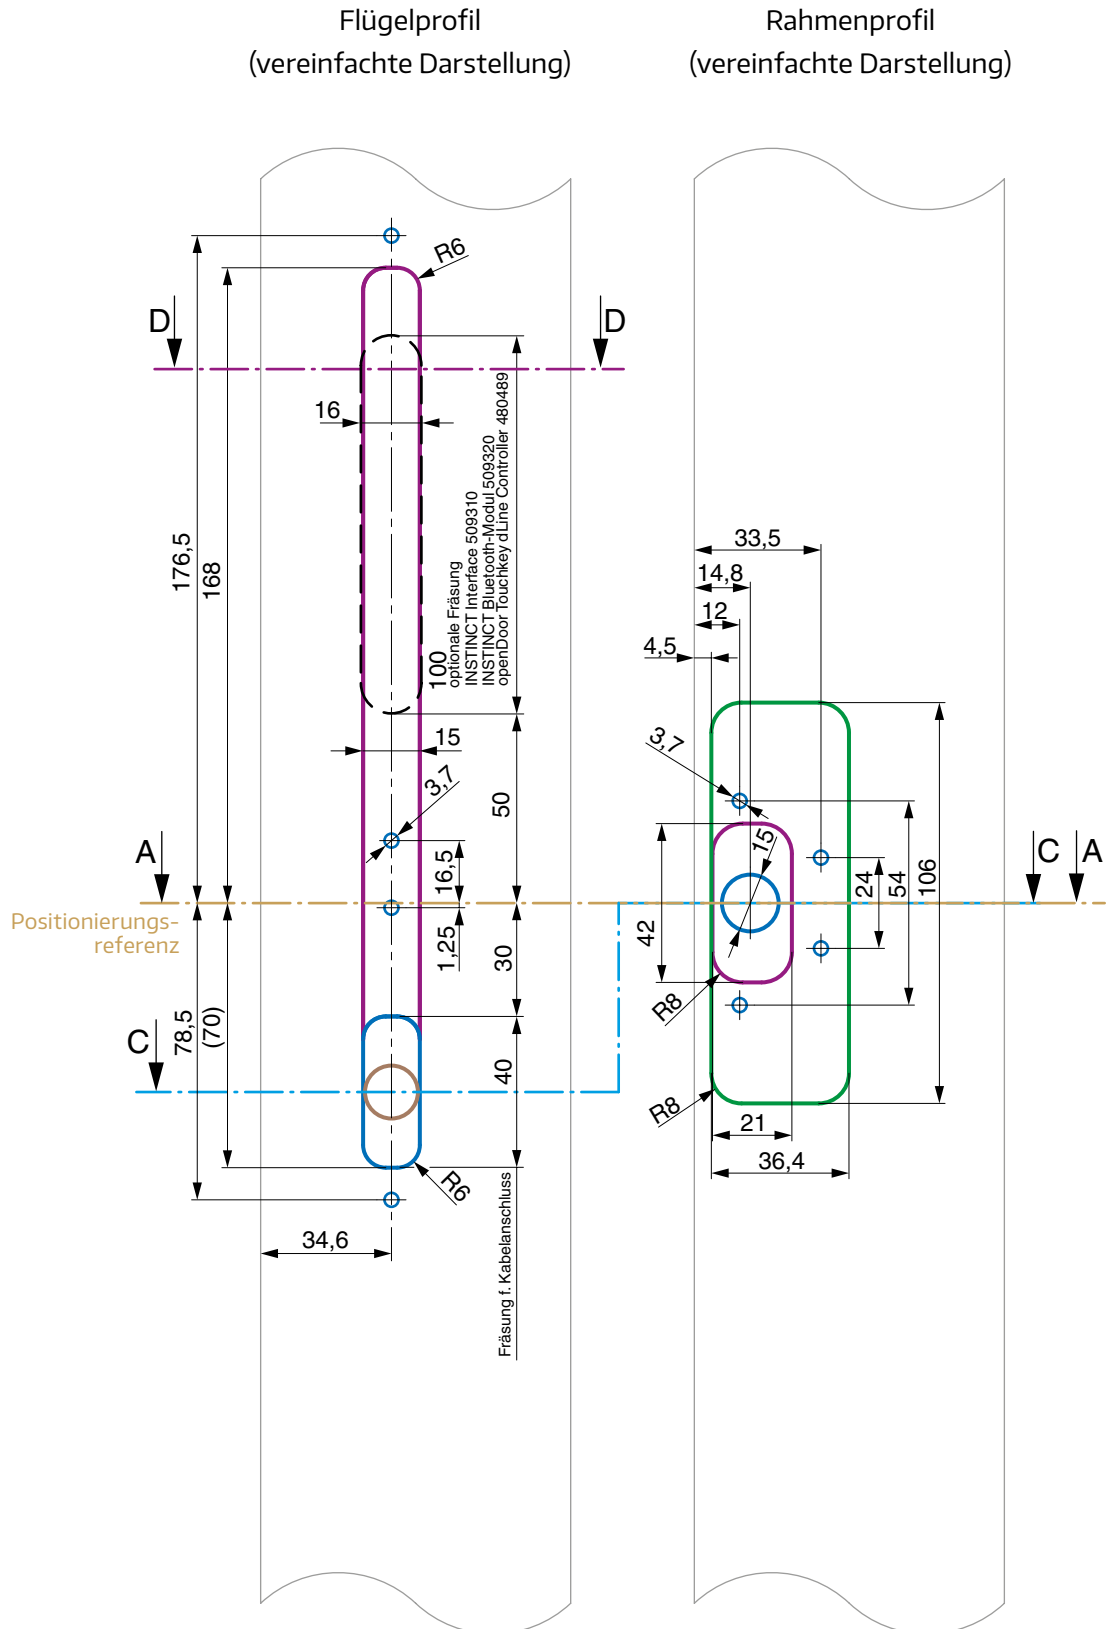 Flügelprofil
(vereinfachte Darstellung)
Rahmenprofil
(vereinfachte Darstellung)
R6
D
D
16
176,5
168
100
optionale Fräsung
INSTINCT Interface 509310
INSTINCT Bluetooth-Modul 509320
openDoor Touchkey dLine Controller 480489
15
3,7
50
16,5
A
Positionierungs-
referenz
1,25
30
78,5
(70)
C
40
R6
34,6
Fräsung f. Kabelanschluss
33,5
14,8
12
4,5
3,7
15
C
A
24
54
106
42
R8
R8
21
36,4